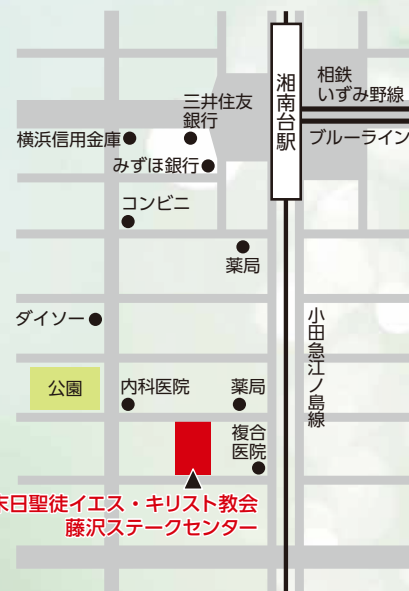 相鉄
いずみ野線
湘南台駅
三井住友
銀行
横浜信用金庫
ブルーライン
みずほ銀行
コンビニ
薬局
ダイソー
小田急江ノ島線
公園
内科医院
薬局
複合
医院
末日聖徒イエス・キリスト教会
藤沢ステークセンター